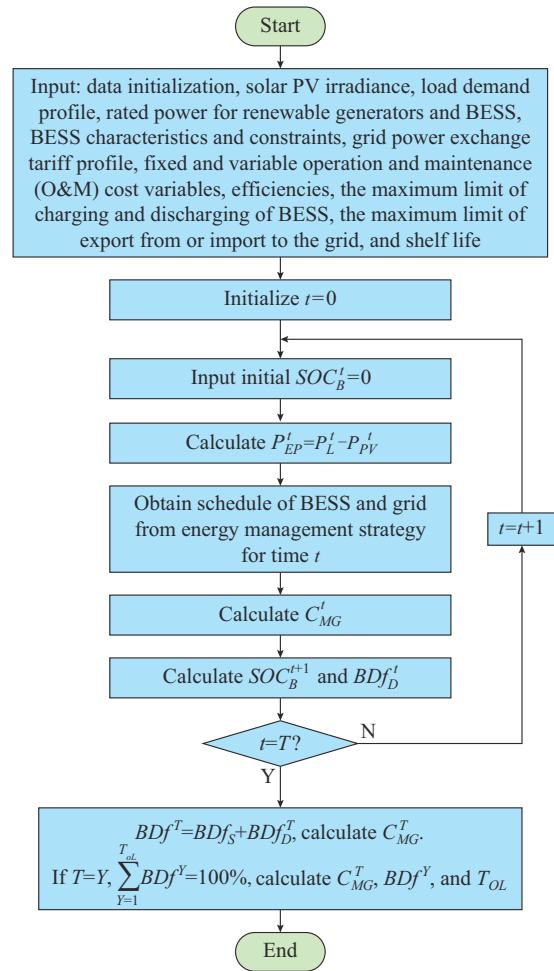 Start
Input: data initialization, solar PV irradiance, load demand
profile, rated power for renewable generators and BESS,
BESS characteristics and constraints, grid power exchange
tariff profile, fixed and variable operation and maintenance
(O&M) cost variables, efficiencies, the maximum limit of
charging and discharging of BESS, the maximum limit of
export from or import to the grid, and shelf life
Initialize t=0
Input initial SOC_B^t=0
Calculate P_EP^t=P_L^t−P_PV^t
Obtain schedule of BESS and grid
from energy management strategy
for time t
t=t+1
Calculate C_MG^t
Calculate SOC_B^{t+1} and BDf_D^t
t=T?
N
Y
BDf^T=BDf_S+BDf_D^T, calculate C_MG^T.
If T=Y, ∑_{Y=1}^{T_oL} BDf^Y=100%, calculate C_MG^T, BDf^Y, and T_OL
End